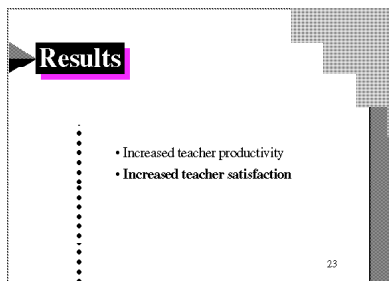 Results
• Increased teacher productivity
• Increased teacher satisfaction
23